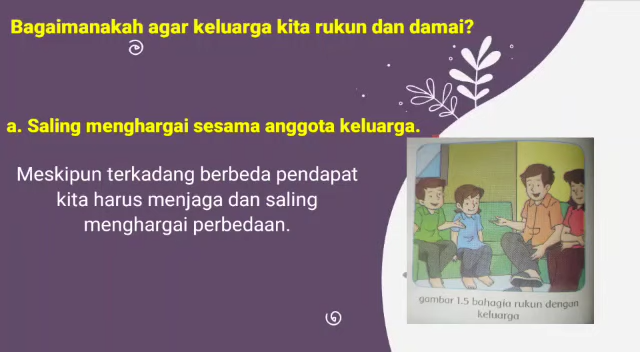 Bagaimanakah agar keluarga kita rukun dan damai?
a. Saling menghargai sesama anggota keluarga.
Meskipun terkadang berbeda pendapat
kita harus menjaga dan saling
menghargai perbedaan.
gambar 1.5 bahagia rukun dengan
keluarga